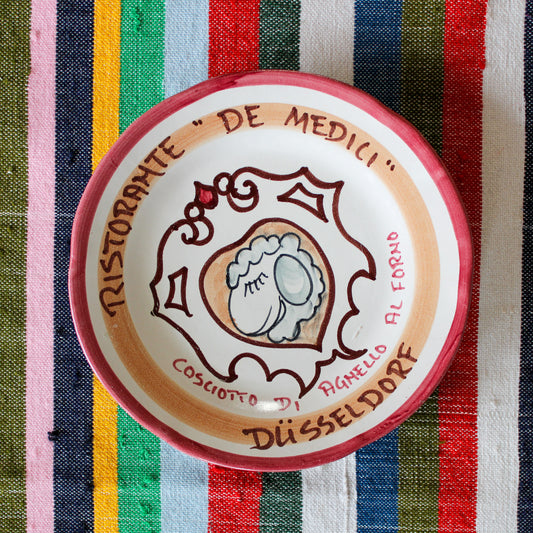 RISTORANTE "DE MEDICI"
COSCIOTTO DI AGNELLO AL FORNO
DÜSSELDORF